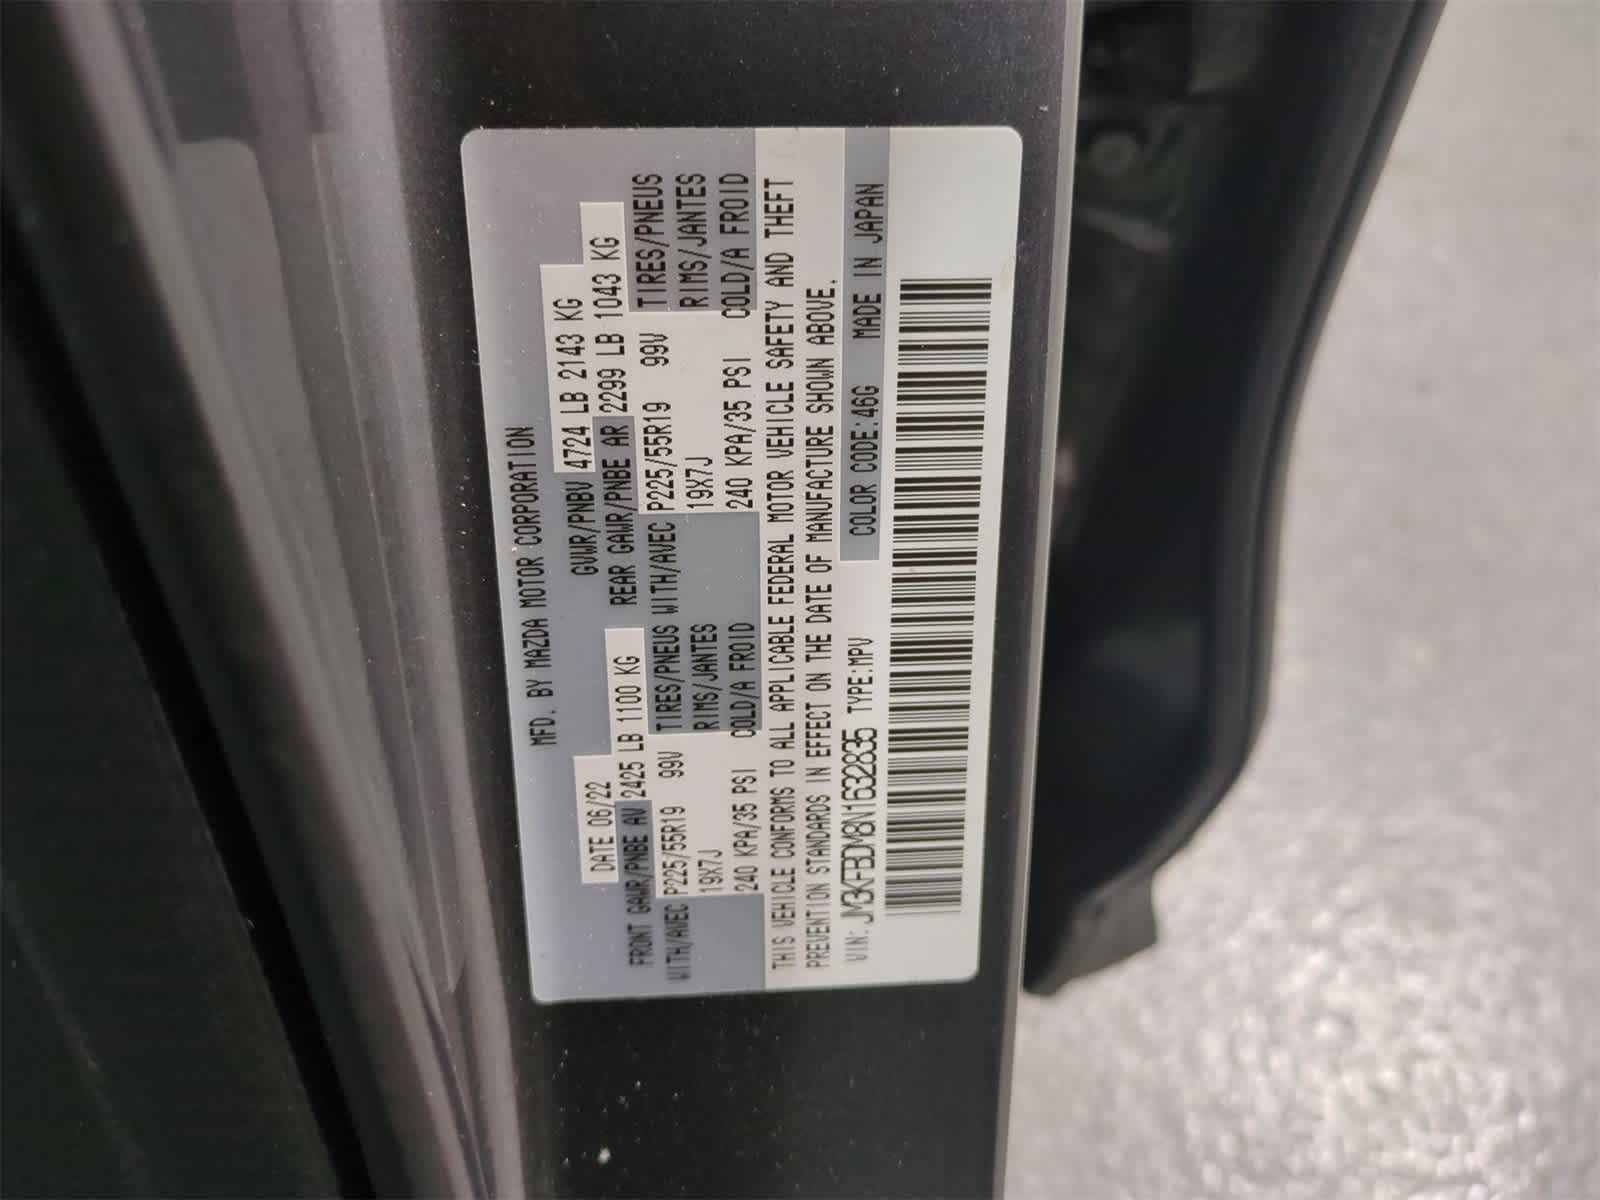 MFD. BY MAZDA MOTOR CORPORATION
DATE 06/22 GVWR/PNBV 4724 LB 2143 KG
FRONT GAWR/PNBE AV 2425 LB 1100 KG REAR GAWR/PNBE AR 2299 LB 1043 KG
WITH/AVEC P225/55R19 99V TIRES/PNEUS WITH/AVEC P225/55R19 99V TIRES/PNEUS
19X7J RIMS/JANTES 19X7J RIMS/JANTES
240 KPA/35 PSI COLD/A FROID 240 KPA/35 PSI COLD/A FROID
THIS VEHICLE CONFORMS TO ALL APPLICABLE FEDERAL MOTOR VEHICLE SAFETY AND THEFT
PREVENTION STANDARDS IN EFFECT ON THE DATE OF MANUFACTURE SHOWN ABOVE.
VIN: JM3KFBDM8N1632835 TYPE:MPV COLOR CODE:46G MADE IN JAPAN